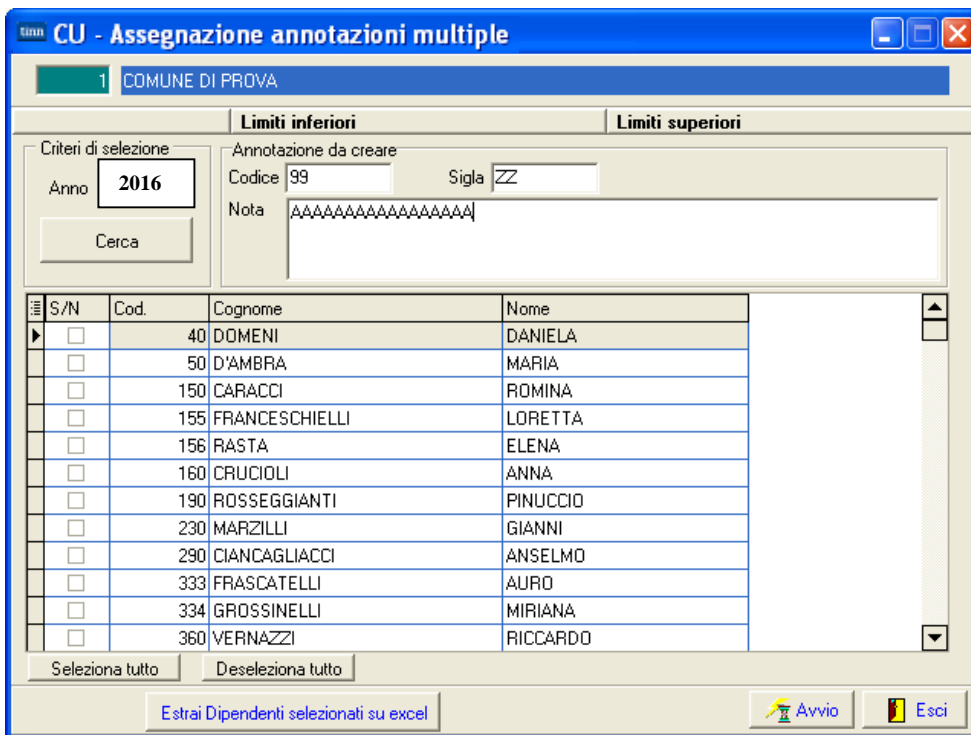 tinn CU - Assegnazione annotazioni multiple
1 COMUNE DI PROVA
Limiti inferiori Limiti superiori
Criteri di selezione Annotazione da creare
Anno 2016 Codice 99 Sigla ZZ
Nota AAAAAAAAAAAAAAAAA
Cerca
S/N Cod. Cognome Nome
40 DOMENI DANIELA
50 D'AMBRA MARIA
150 CARACCI ROMINA
155 FRANCESCHIELLI LORETTA
156 RASTA ELENA
160 CRUCIOLI ANNA
190 ROSSEGGIANTI PINUCCIO
230 MARZILLI GIANNI
290 CIANCAGLIACCI ANSELMO
333 FRASCATELLI AURO
334 GROSSINELLI MIRIANA
360 VERNAZZI RICCARDO
Seleziona tutto Deseleziona tutto
Estrai Dipendenti selezionati su excel Avvio Esci